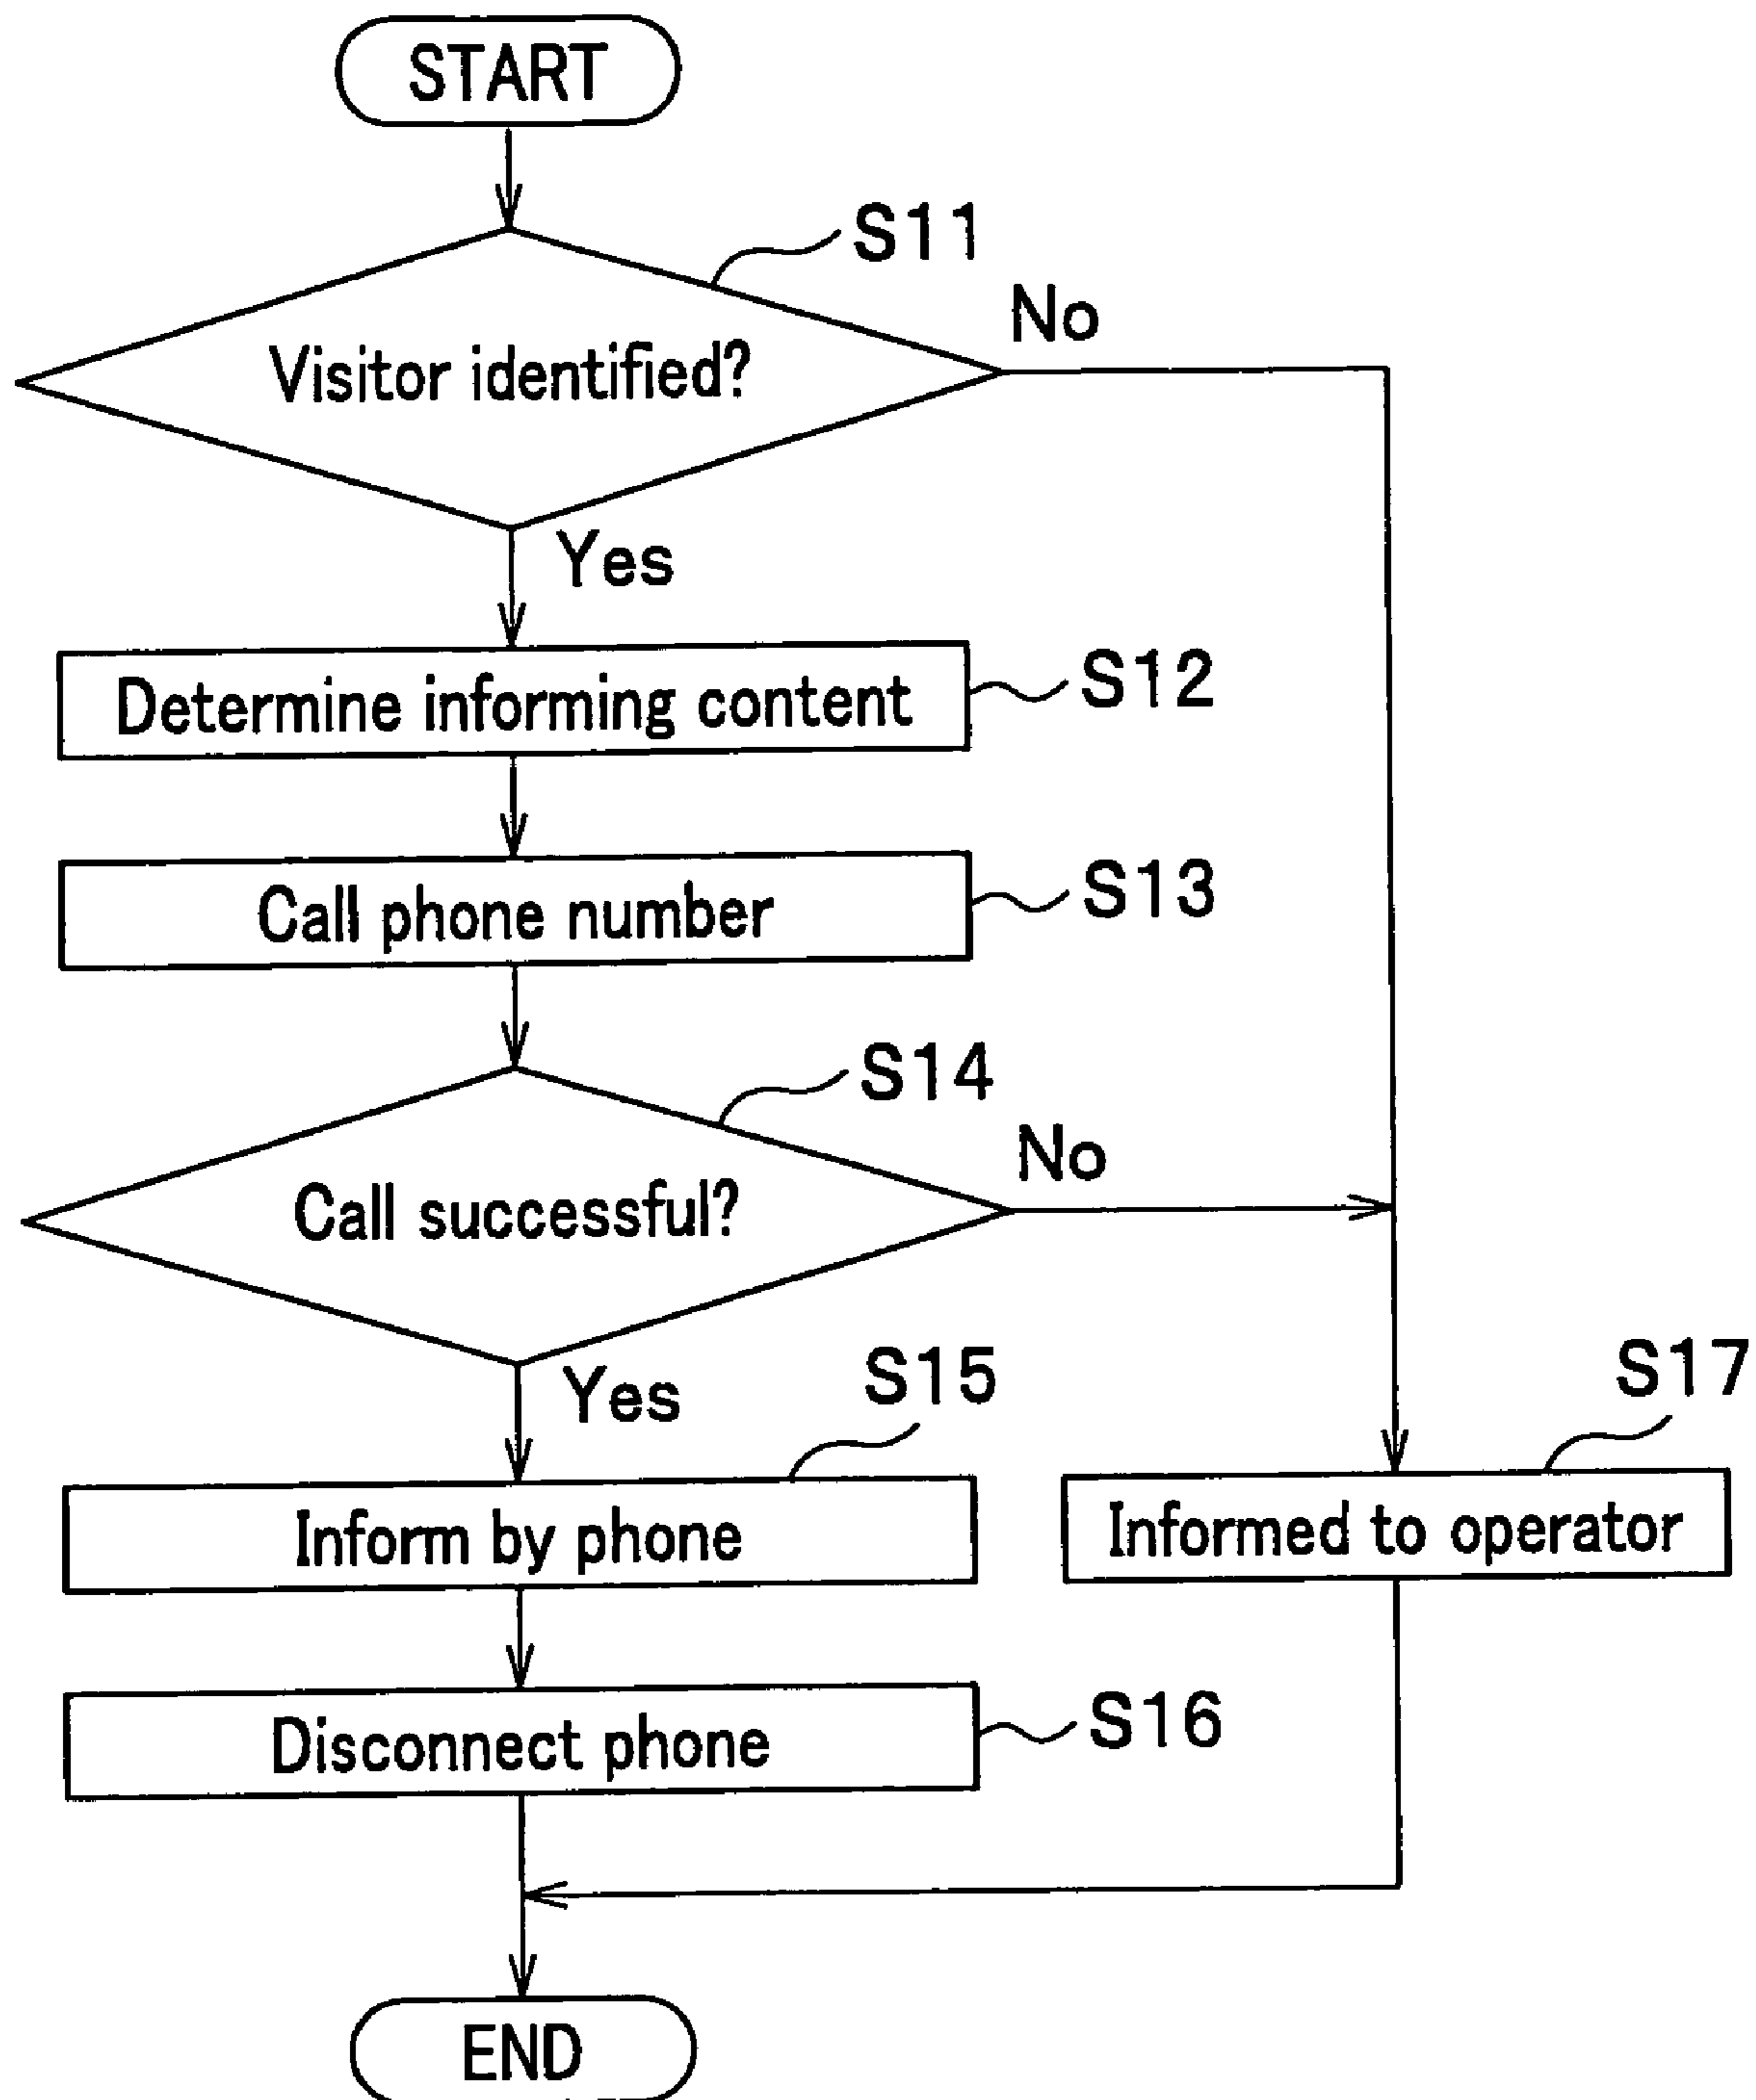 START
S11
No
Visitor identified?
Yes
Determine informing content
S12
Call phone number
S13
S14
No
Call successful?
Yes
S15
S17
Inform by phone
Informed to operator
Disconnect phone
S16
END